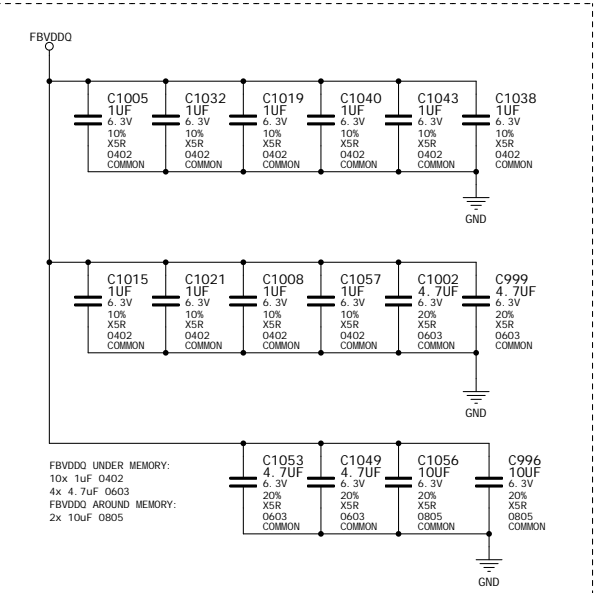 FBVDDQ
C1005
1UF
6.3V
10%
X5R
0402
COMMON
C1032
1UF
6.3V
10%
X5R
0402
COMMON
C1019
1UF
6.3V
10%
X5R
0402
COMMON
C1040
1UF
6.3V
10%
X5R
0402
COMMON
C1043
1UF
6.3V
10%
X5R
0402
COMMON
C1038
1UF
6.3V
10%
X5R
0402
COMMON
GND
C1015
1UF
6.3V
10%
X5R
0402
COMMON
C1021
1UF
6.3V
10%
X5R
0402
COMMON
C1008
1UF
6.3V
10%
X5R
0402
COMMON
C1057
1UF
6.3V
10%
X5R
0402
COMMON
C1002
4.7UF
6.3V
20%
X5R
0603
COMMON
C999
4.7UF
6.3V
20%
X5R
0603
COMMON
GND
FBVDDQ UNDER MEMORY:
10x 1uF 0402
4x 4.7uF 0603
FBVDDQ AROUND MEMORY:
2x 10uF 0805
C1053
4.7UF
6.3V
20%
X5R
0603
COMMON
C1049
4.7UF
6.3V
20%
X5R
0603
COMMON
C1056
10UF
6.3V
20%
X5R
0805
COMMON
C996
10UF
6.3V
20%
X5R
0805
COMMON
GND